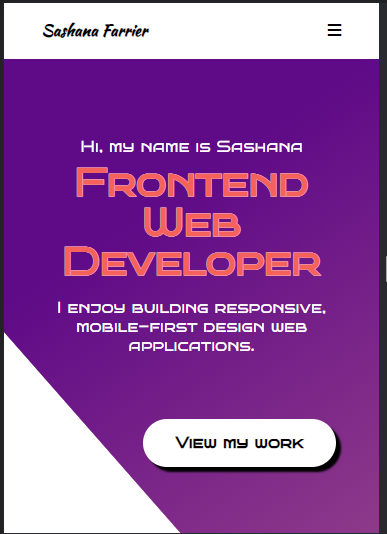 Sashana Farrier
Hi, my name is Sashana
Frontend
Web
Developer
I enjoy building responsive,
mobile-first design web
applications.
View my work